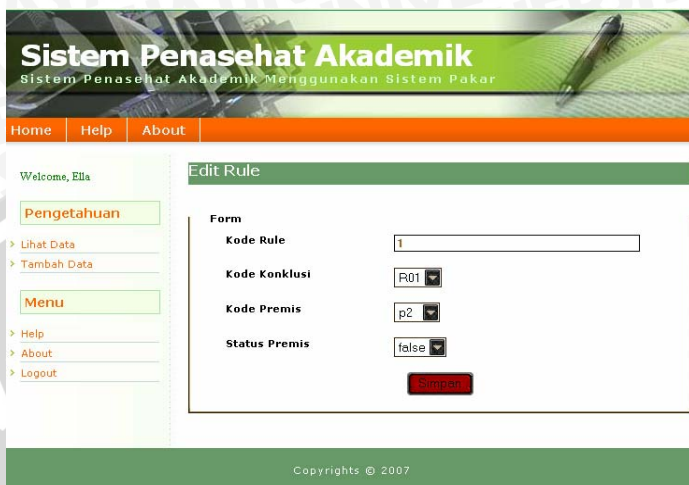 Sistem Penasehat Akademik
Sistem Penasehat Akademik Menggunakan Sistem Pakar
Home Help About
Welcome, Ella
Pengetahuan
Lihat Data
Tambah Data
Menu
Help
About
Logout
Edit Rule
Form
Kode Rule 1
Kode Konklusi R01
Kode Premis p2
Status Premis false
Simpan
Copyrights © 2007